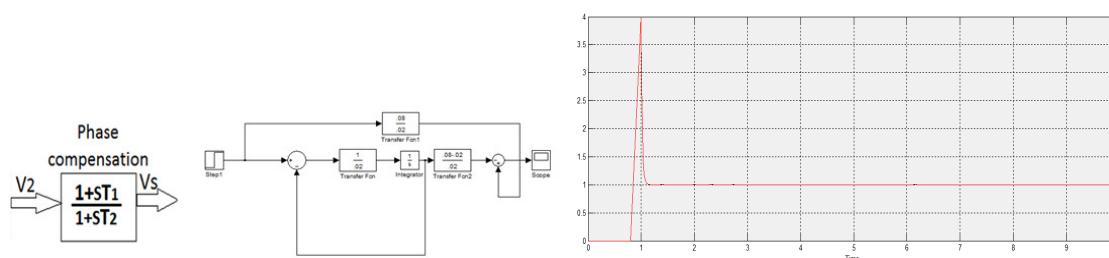 Phase
compensation
V2
Vs
1+ST1
1+ST2
Step1
.08
.02
Transfer Fcn1
1
.02
Transfer Fcn
1
s
Integrator
.08-.02
.02
Transfer Fcn2
Scope
4
3.5
3
2.5
2
1.5
1
0.5
0
0
1
2
3
4
5
6
7
8
9
Time